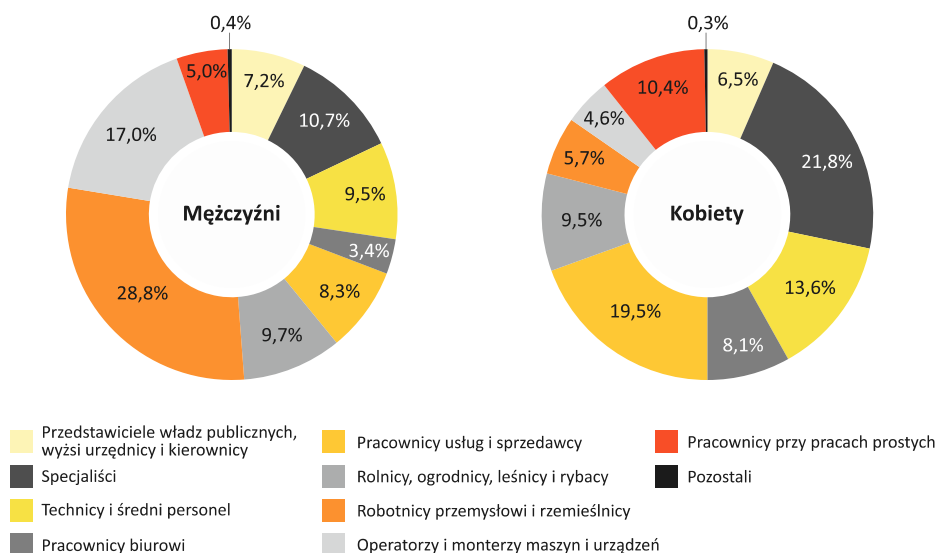 0,4%
7,2%
10,7%
9,5%
3,4%
8,3%
9,7%
28,8%
17,0%
5,0%
Mężczyźni
0,3%
6,5%
21,8%
13,6%
8,1%
19,5%
9,5%
5,7%
4,6%
10,4%
Kobiety
Przedstawiciele władz publicznych,
wyżsi urzędnicy i kierownicy
Specjaliści
Technicy i średni personel
Pracownicy biurowi
Pracownicy usług i sprzedawcy
Rolnicy, ogrodnicy, leśnicy i rybacy
Robotnicy przemysłowi i rzemieślnicy
Operatorzy i monterzy maszyn i urządzeń
Pracownicy przy pracach prostych
Pozostali